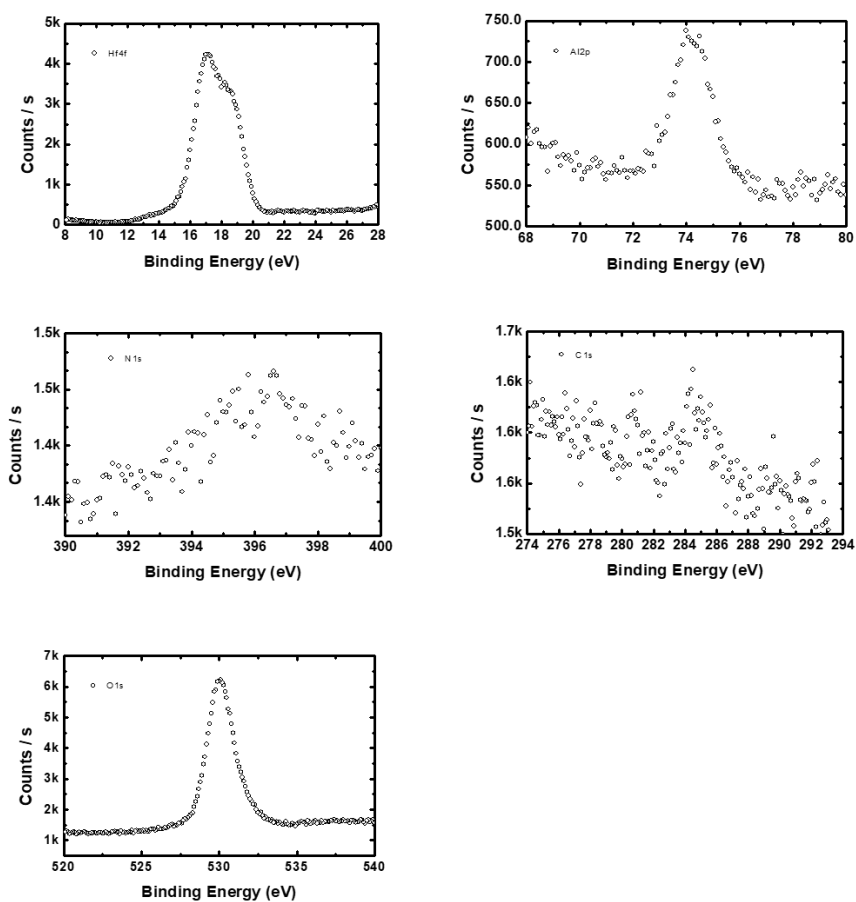 5k
4k
3k
2k
1k
0
Hf4f
Counts / s
8 10 12 14 16 18 20 22 24 26 28
Binding Energy (eV)
750.0
700.0
650.0
600.0
550.0
500.0
Al2p
Counts / s
68 70 72 74 76 78 80
Binding Energy (eV)
1.5k
1.5k
1.4k
1.4k
N 1s
Counts / s
390 392 394 396 398 400
Binding Energy (eV)
1.7k
1.6k
1.6k
1.6k
1.5k
C 1s
Counts / s
274 276 278 280 282 284 286 288 290 292 294
Binding Energy (eV)
7k
6k
5k
4k
3k
2k
1k
O1s
Counts / s
520 525 530 535 540
Binding Energy (eV)